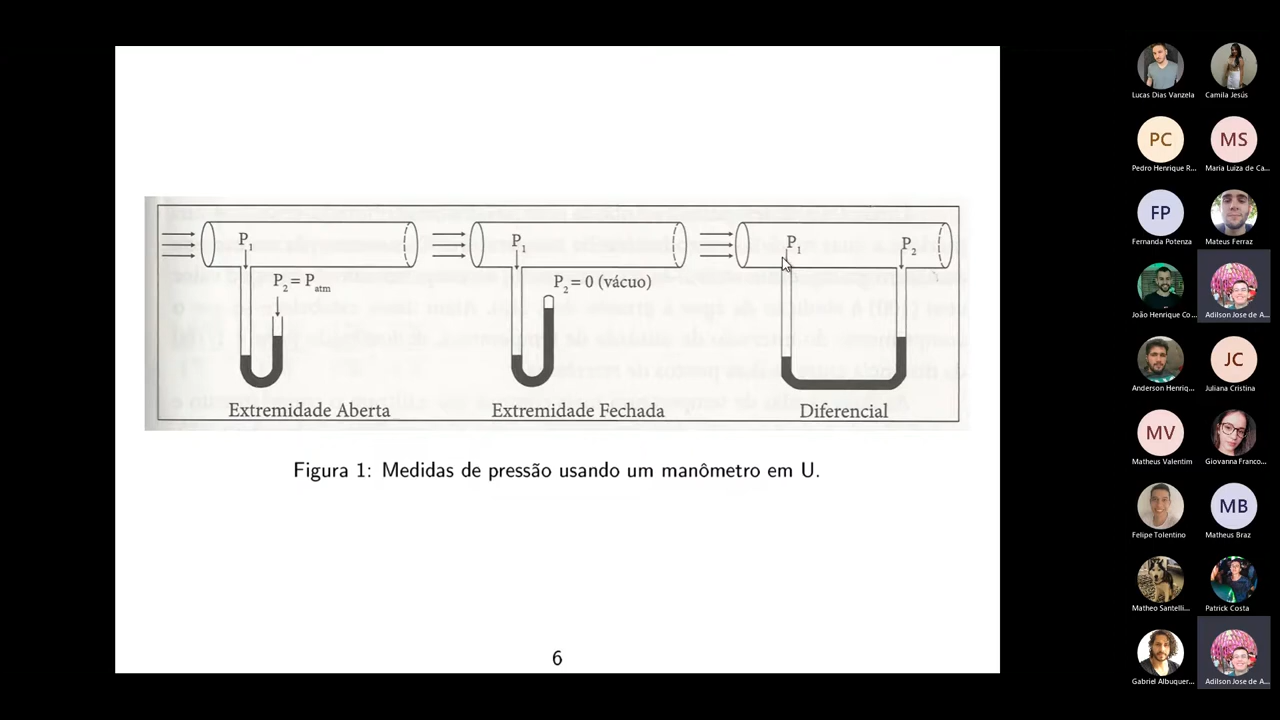 P1
P2 = Patm
Extremidade Aberta
P1
P2 = 0 (vácuo)
Extremidade Fechada
P1
P2
Diferencial
Figura 1: Medidas de pressão usando um manômetro em U.
6
Lucas Dias Vanzela
Camila Jesús
PC
Pedro Henrique R...
MS
Maria Luiza de Ca...
FP
Fernanda Potenza
Mateus Ferraz
João Henrique Co...
Adilson Jose de A...
Anderson Henriq...
JC
Juliana Cristina
MV
Matheus Valentim
Giovanna Franco...
Felipe Tolentino
MB
Matheus Braz
Matheo Santelli...
Patrick Costa
Gabriel Albuquer...
Adilson Jose de A...